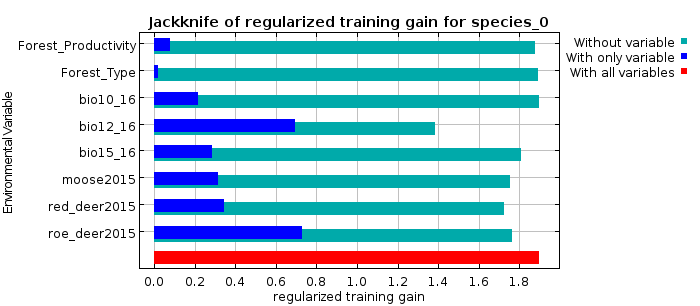 Jackknife of regularized training gain for species_0
Without variable
With only variable
With all variables
Environmental Variable
Forest_Productivity
Forest_Type
bio10_16
bio12_16
bio15_16
moose2015
red_deer2015
roe_deer2015
0.0 0.2 0.4 0.6 0.8 1.0 1.2 1.4 1.6 1.8
regularized training gain